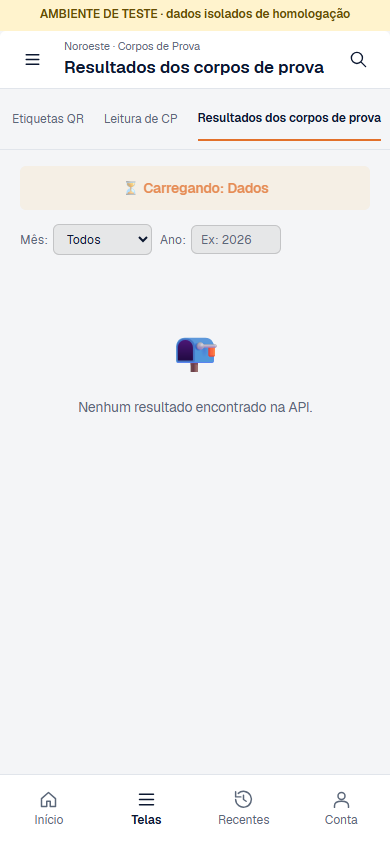 AMBIENTE DE TESTE · dados isolados de homologação
Noroeste · Corpos de Prova
Resultados dos corpos de prova
Etiquetas QR Leitura de CP Resultados dos corpos de prova
⏳ Carregando: Dados
Mês: Todos Ano: Ex: 2026
Nenhum resultado encontrado na API.
Início Telas Recentes Conta